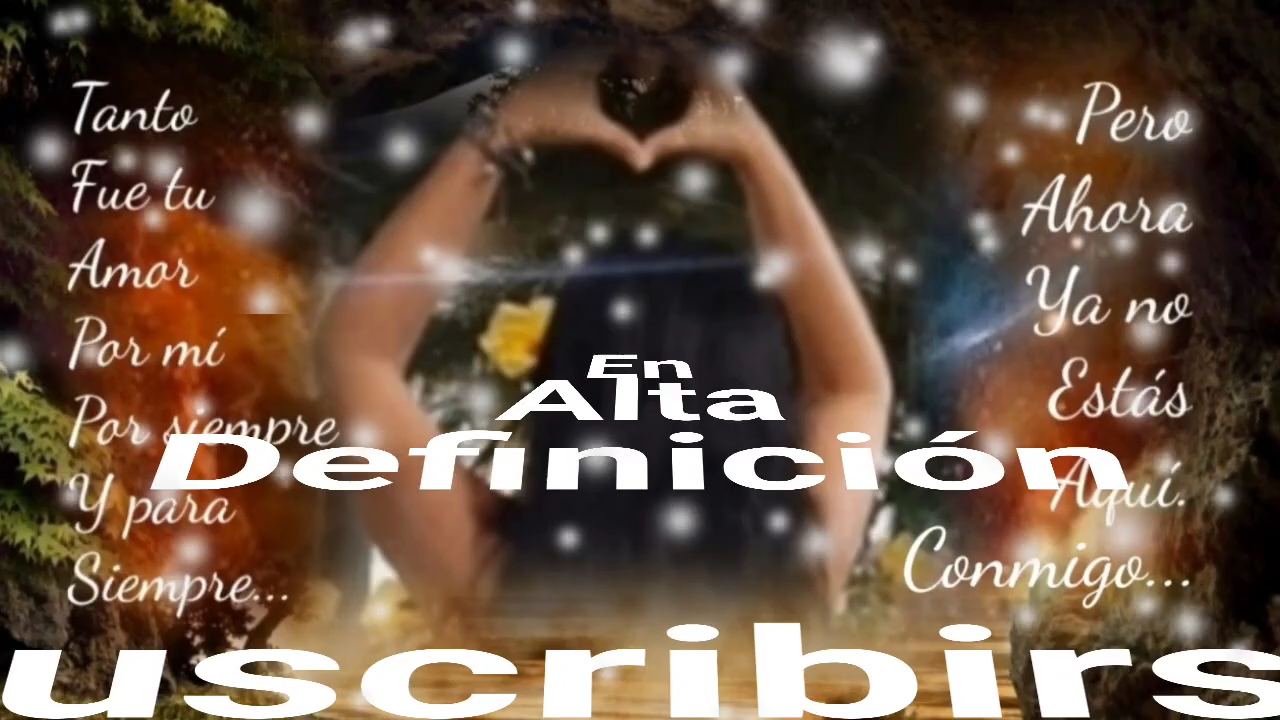 Tanto
Fue tu
Amor
Por mí
Por siempre
Y para
Siempre...
Pero
Ahora
Ya no
Estás
Aquí.
Conmigo...
En
Alta
Definición
uscribirs